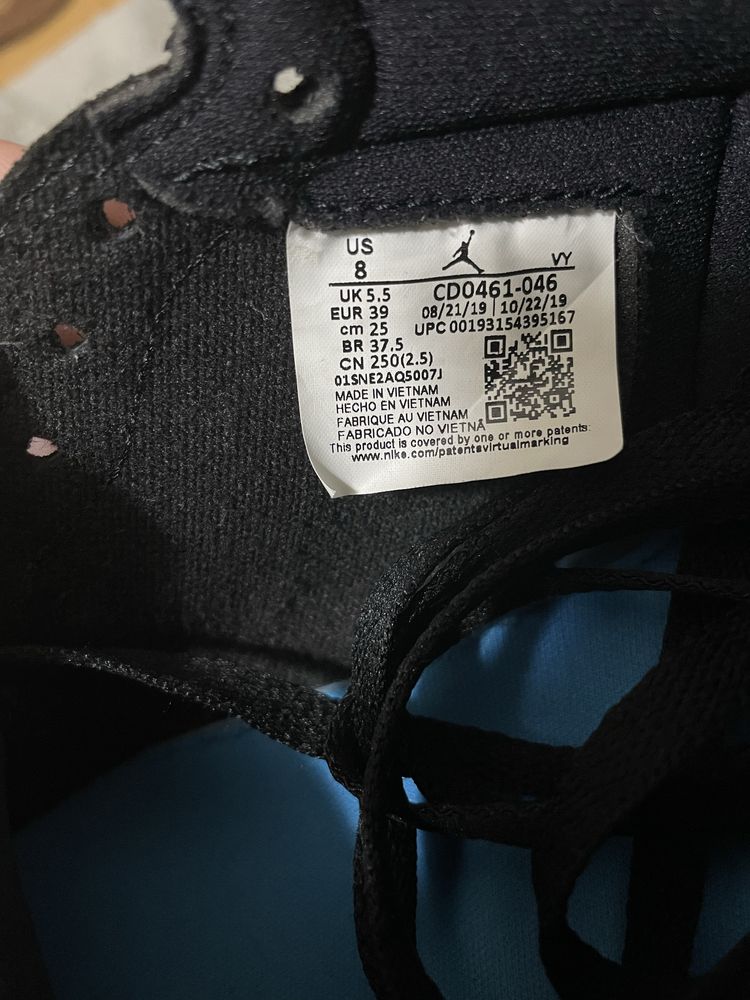 US
8
VY
UK 5.5
CD0461-046
EUR 39
08/21/19 | 10/22/19
cm 25
UPC 00193154395167
BR 37.5
CN 250(2.5)
01SNE2AQ5007J
MADE IN VIETNAM
HECHO EN VIETNAM
FABRIQUE AU VIETNAM
FABRICADO NO VIETNÃ
This product is covered by one or more patents:
www.nike.com/patentsvirtualmarking